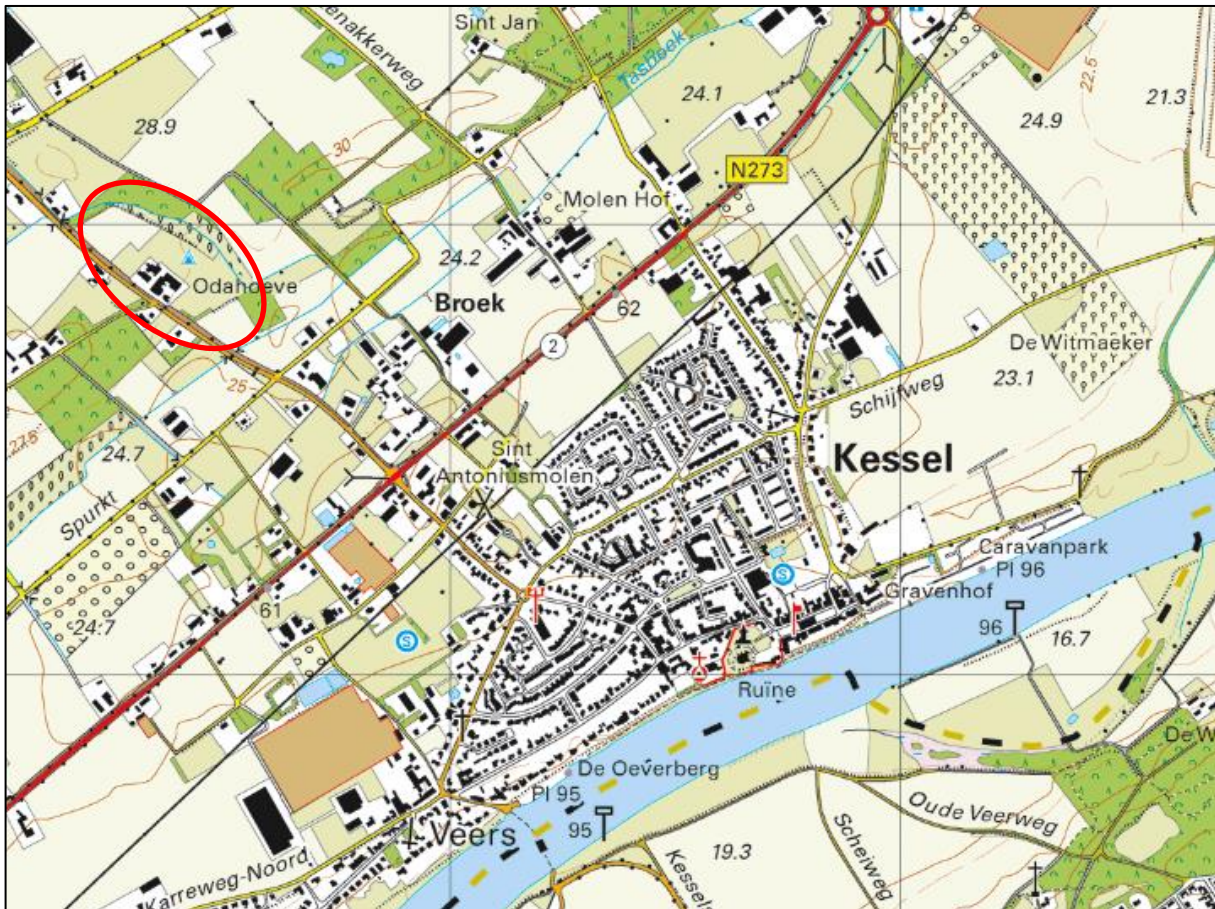 Sint Jan
enakkerweg
Tasbeek
24.1
22.5
21.3
28.9
30
24.9
N273
Molen Hof
24.2
Odahoeve
Broek
62
De Witmaeker
2
25
23.1
Schijfweg
27.5
24.7
Sint
Antoniusmolen
Kessel
Spurkt
Caravanpark
Pl 96
S
Gravenhof
61
24.7
96
16.7
S
Ruïne
De W
De Oeverberg
Pl 95
95
Oude Veerweg
Veers
19.3
Scheiweg
Karreweg-Noord
Kessels